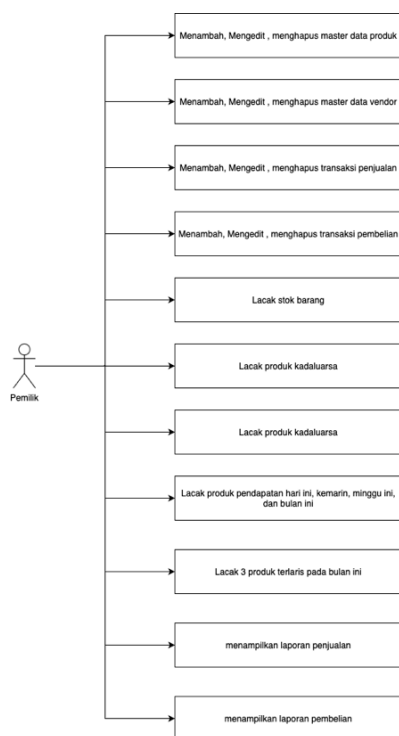 Menambah, Mengedit , menghapus master data produk
Menambah, Mengedit , menghapus master data vendor
Menambah, Mengedit , menghapus transaksi penjualan
Menambah, Mengedit , menghapus transaksi pembelian
Lacak stok barang
Pemilik
Lacak produk kadaluarsa
Lacak produk kadaluarsa
Lacak produk pendapatan hari ini, kemarin, minggu ini,
dan bulan ini
Lacak 3 produk terlaris pada bulan ini
menampilkan laporan penjualan
menampilkan laporan pembelian